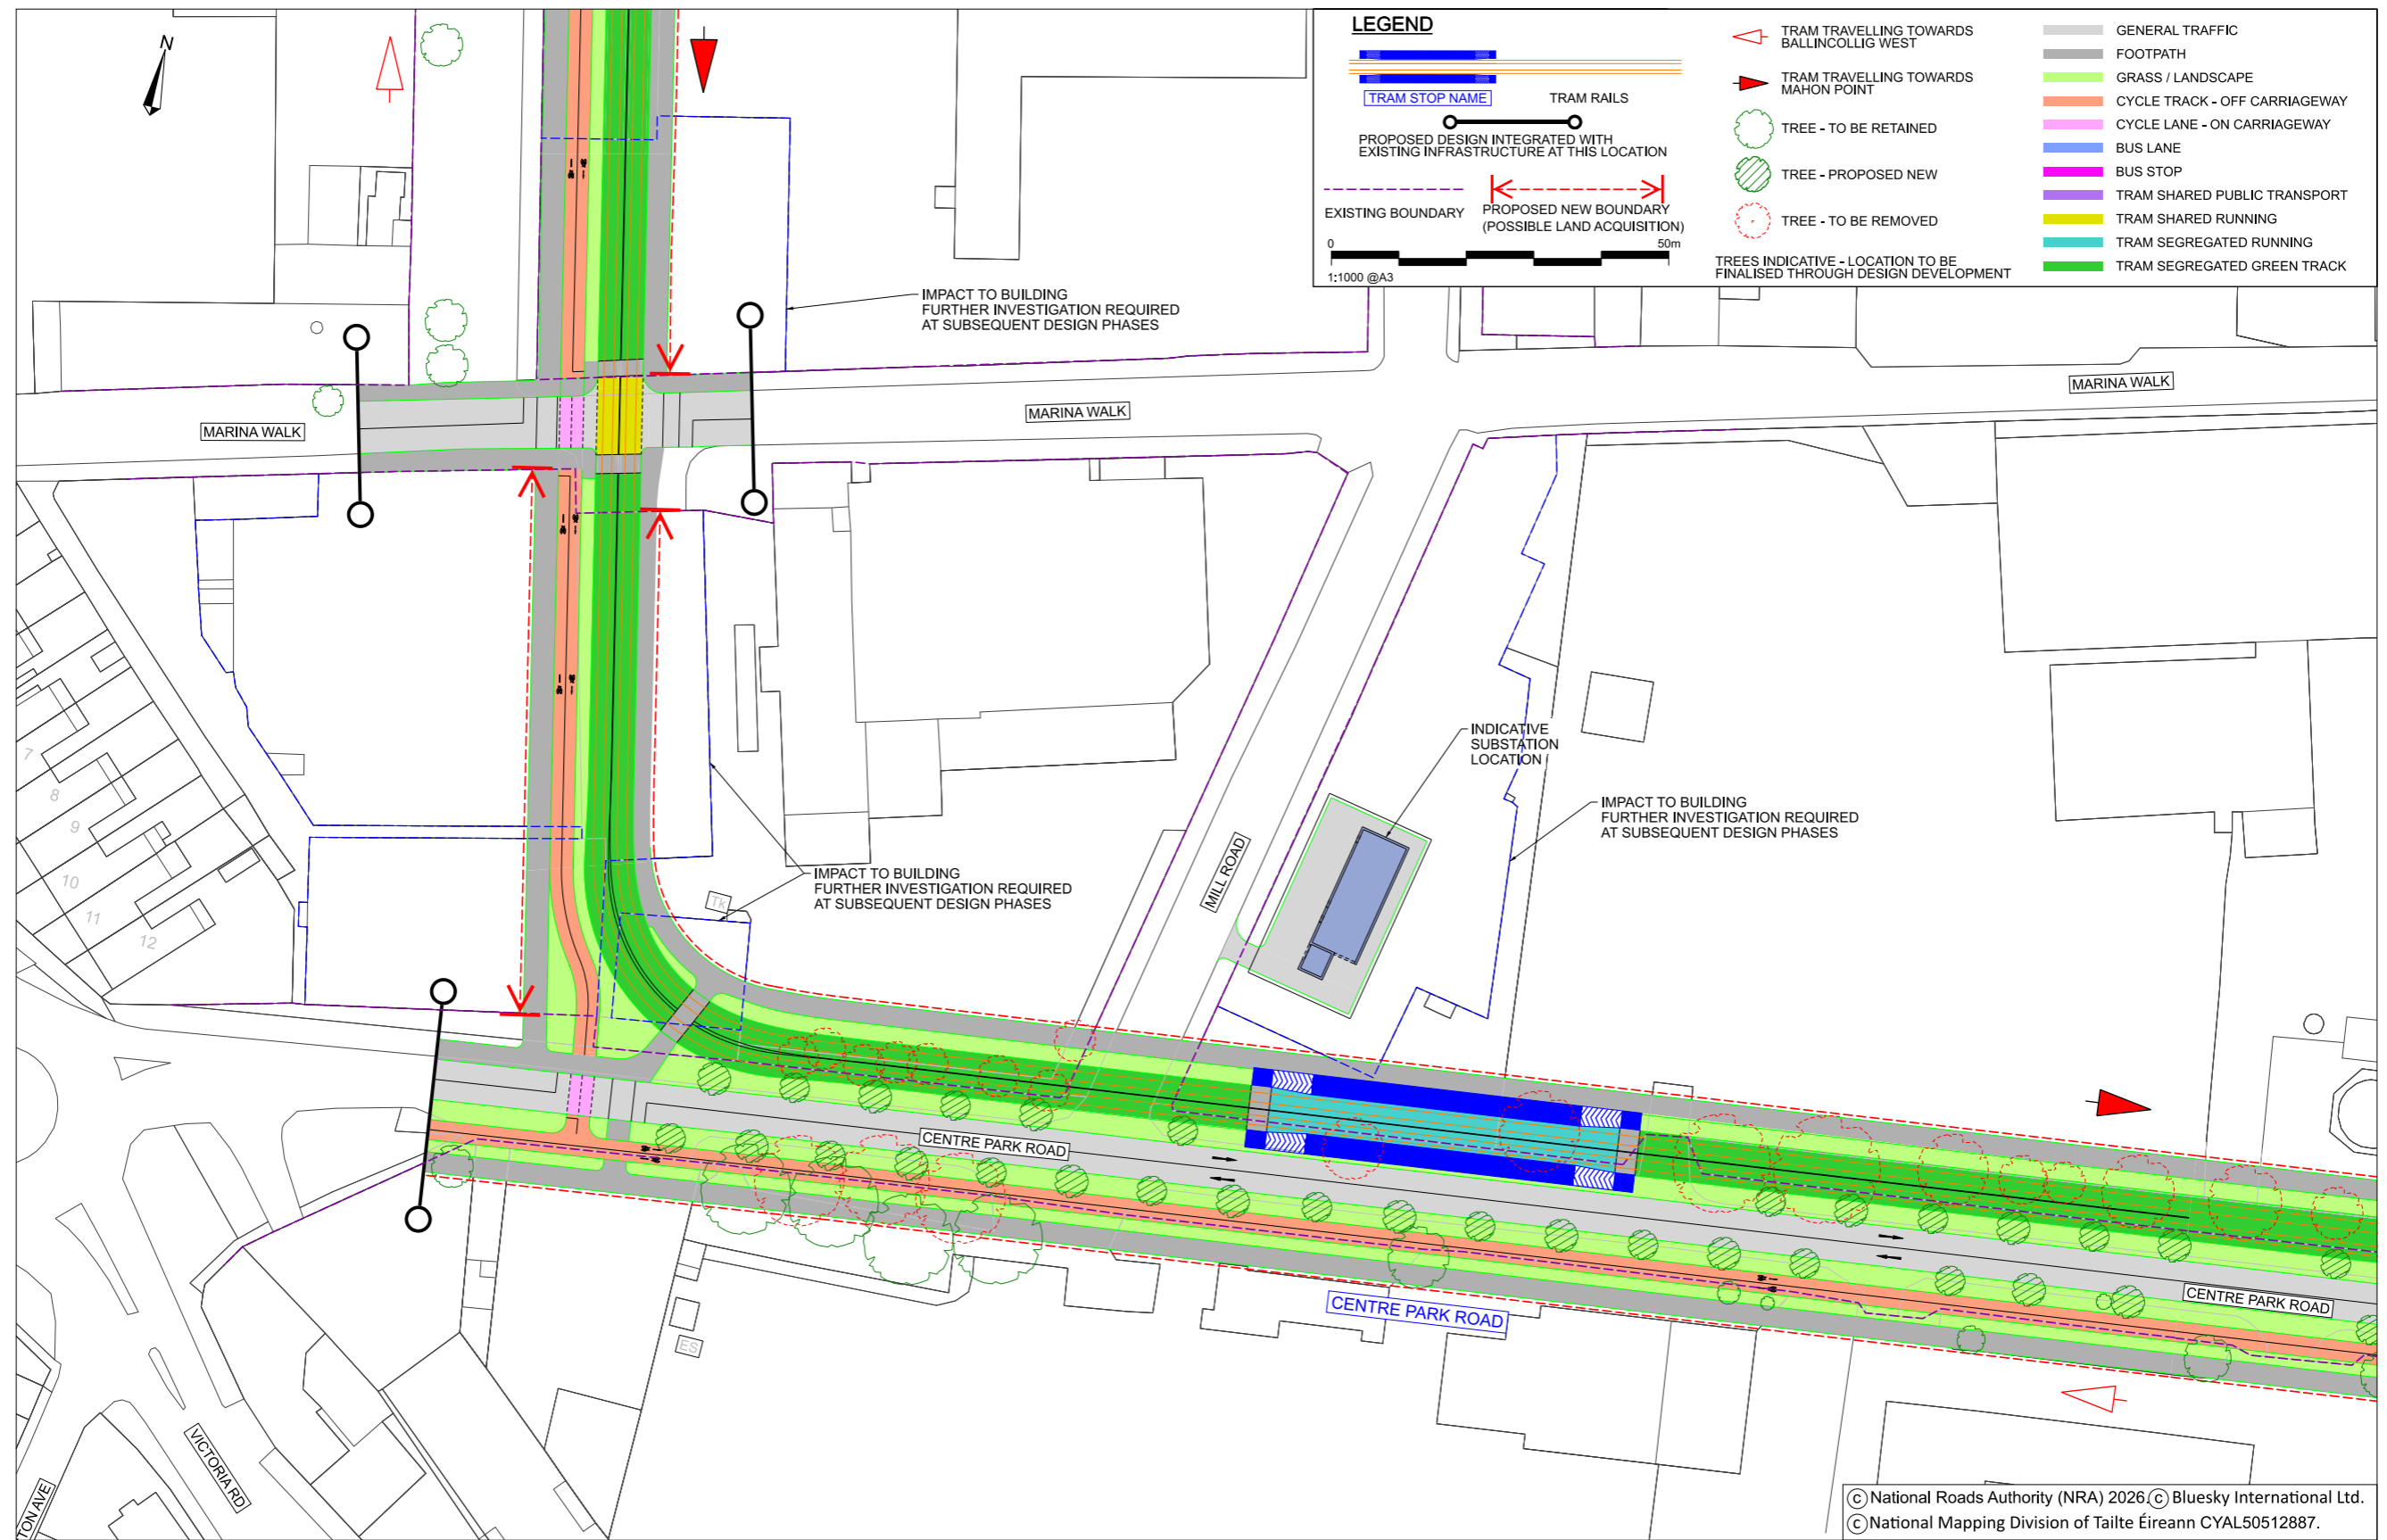 N
LEGEND
TRAM STOP NAME
TRAM RAILS
PROPOSED DESIGN INTEGRATED WITH
EXISTING INFRASTRUCTURE AT THIS LOCATION
EXISTING BOUNDARY
PROPOSED NEW BOUNDARY
(POSSIBLE LAND ACQUISITION)
0 50m
1:1000 @A3
TRAM TRAVELLING TOWARDS
BALLINCOLLIG WEST
TRAM TRAVELLING TOWARDS
MAHON POINT
TREE - TO BE RETAINED
TREE - PROPOSED NEW
TREE - TO BE REMOVED
TREES INDICATIVE - LOCATION TO BE
FINALISED THROUGH DESIGN DEVELOPMENT
GENERAL TRAFFIC
FOOTPATH
GRASS / LANDSCAPE
CYCLE TRACK - OFF CARRIAGEWAY
CYCLE LANE - ON CARRIAGEWAY
BUS LANE
BUS STOP
TRAM SHARED PUBLIC TRANSPORT
TRAM SHARED RUNNING
TRAM SEGREGATED RUNNING
TRAM SEGREGATED GREEN TRACK
IMPACT TO BUILDING
FURTHER INVESTIGATION REQUIRED
AT SUBSEQUENT DESIGN PHASES
MARINA WALK
MARINA WALK
MARINA WALK
INDICATIVE
SUBSTATION
LOCATION
IMPACT TO BUILDING
FURTHER INVESTIGATION REQUIRED
AT SUBSEQUENT DESIGN PHASES
7
8
9
10
11
12
MILL ROAD
IMPACT TO BUILDING
FURTHER INVESTIGATION REQUIRED
AT SUBSEQUENT DESIGN PHASES
Tk
CENTRE PARK ROAD
CENTRE PARK ROAD
CENTRE PARK ROAD
ES
VICTORIA RD
TON AVE
© National Roads Authority (NRA) 2026. © Bluesky International Ltd.
© National Mapping Division of Tailte Éireann CYAL50512887.